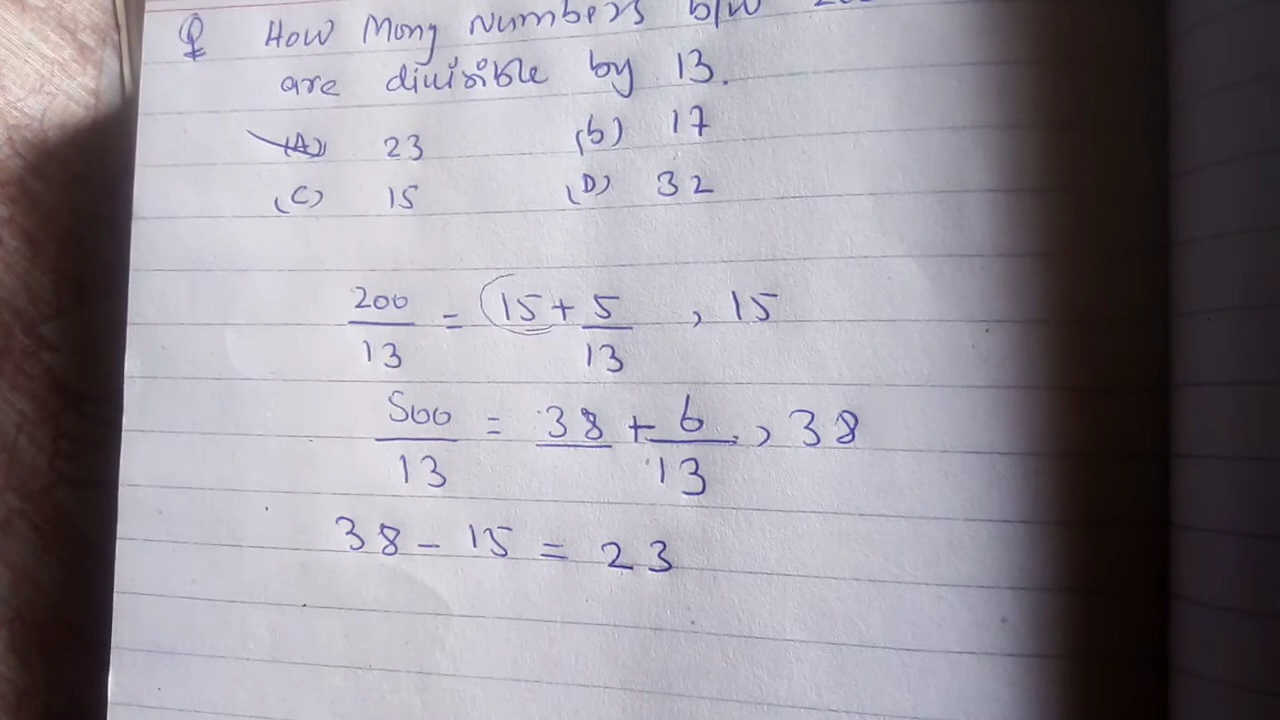 Q How Many Numbers b/w
are divisible by 13.
(A) 23 (b) 17
(C) 15 (D) 32
200/13 = (15 + 5/13 , 15
500/13 = 38 + 6/13 , 38
38 - 15 = 23